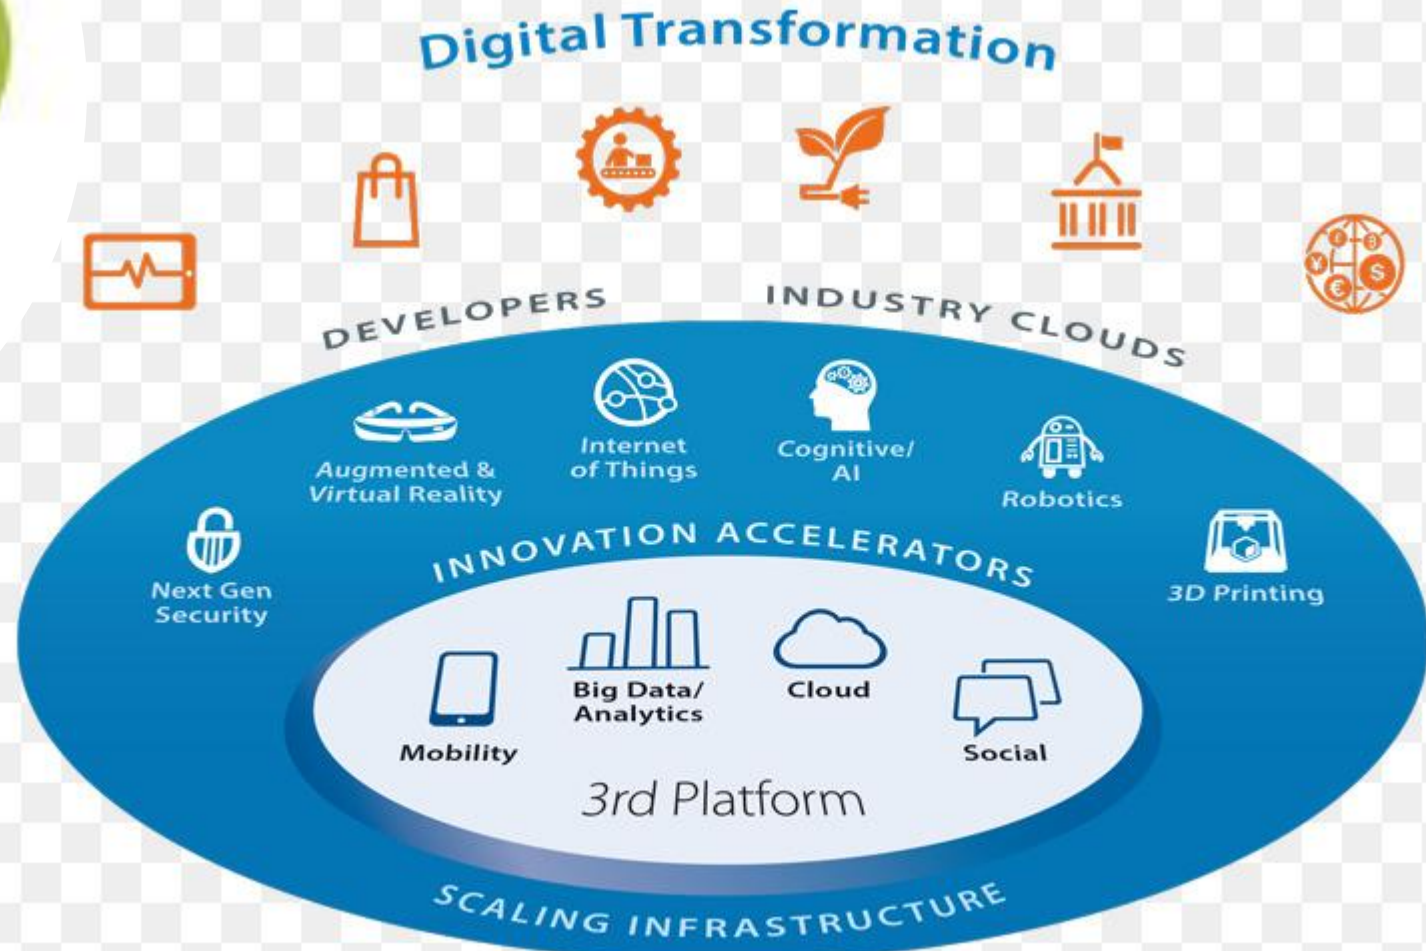 Digital Transformation
DEVELOPERS
INDUSTRY CLOUDS
Augmented &
Virtual Reality
Internet
of Things
Cognitive/
AI
Robotics
Next Gen
Security
3D Printing
INNOVATION ACCELERATORS
Mobility
Big Data/
Analytics
Cloud
Social
3rd Platform
SCALING INFRASTRUCTURE